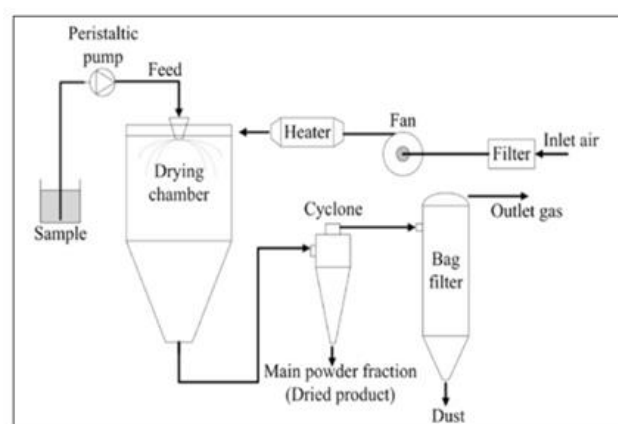 Peristaltic
pump
Feed
Fan
Heater
Filter
Inlet air
Drying
chamber
Sample
Cyclone
Outlet gas
Bag
filter
Main powder fraction
(Dried product)
Dust